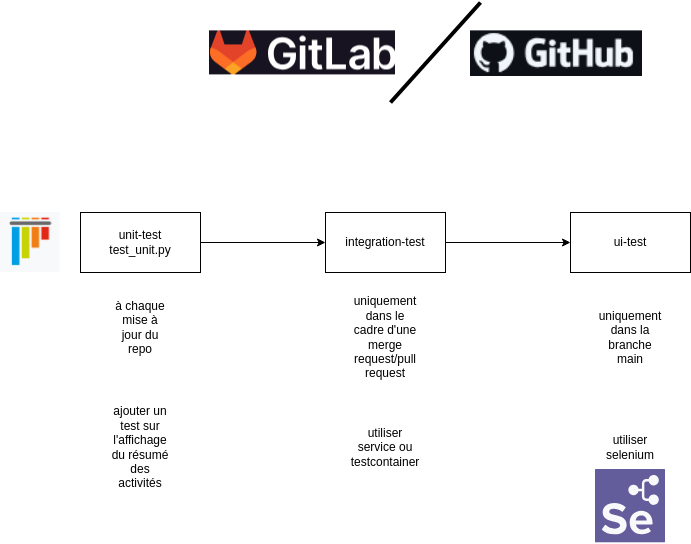 GitLab
GitHub
unit-test
test_unit.py
integration-test
ui-test
à chaque
mise à
jour du
repo
uniquement
dans le
cadre d'une
merge
request/pull
request
uniquement
dans la
branche
main
ajouter un
test sur
l'affichage
du résumé
des
activités
utiliser
service ou
testcontainer
utiliser
selenium
Se